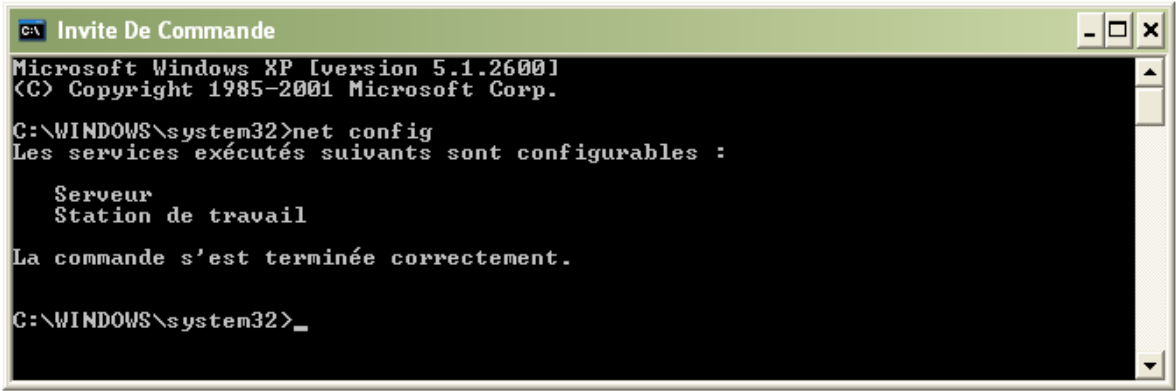 Invite De Commande
Microsoft Windows XP [version 5.1.2600]
(C) Copyright 1985-2001 Microsoft Corp.
C:\WINDOWS\system32>net config
Les services exécutés suivants sont configurables :
Serveur
Station de travail
La commande s'est terminée correctement.
C:\WINDOWS\system32>_